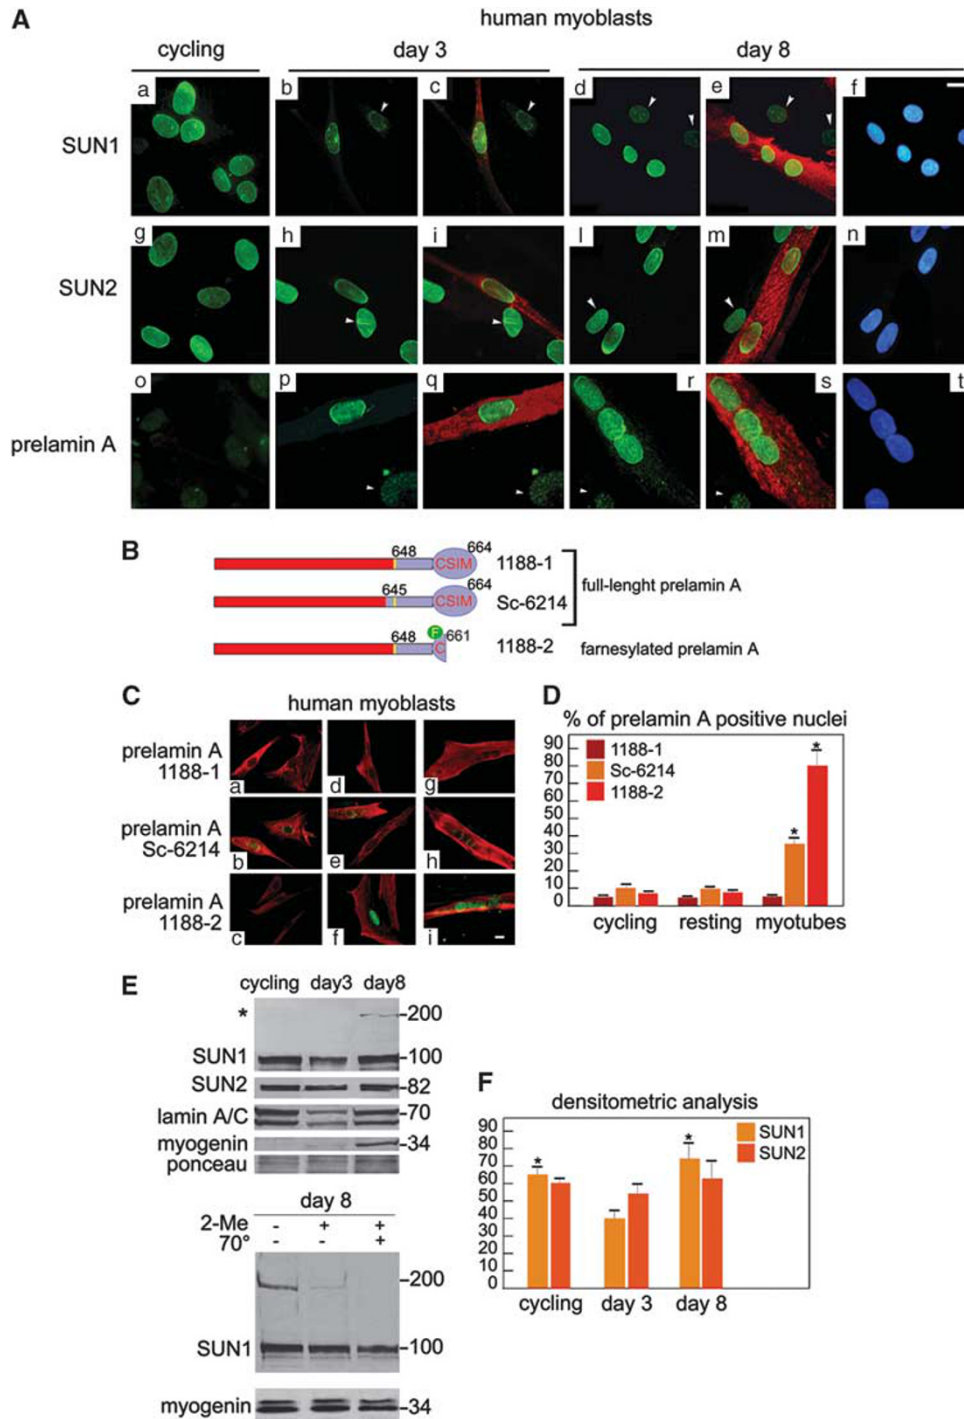 A
human myoblasts
cycling day 3 day 8
a b c d e f
SUN1
g h i l m n
SUN2
o p q r s t
prelamin A
B
648 664
CSIM 1188-1
645 664
CSIM Sc-6214
full-lenght prelamin A
F
648 661
C 1188-2 farnesylated prelamin A
C
human myoblasts
prelamin A
1188-1
a d g
prelamin A
Sc-6214
b e h
prelamin A
1188-2
c f i
D
% of prelamin A positive nuclei
90
80
70
60
50
40
30
20
10
1188-1
Sc-6214
1188-2
* *
cycling resting myotubes
E
cycling day3 day8
* -200
SUN1 -100
SUN2 -82
lamin A/C -70
myogenin -34
ponceau
day 8
2-Me - + +
70° - - +
-200
SUN1 -100
myogenin -34
F
densitometric analysis
90
80
70
60
50
40
30
20
10
0
SUN1
SUN2
* *
cycling day 3 day 8